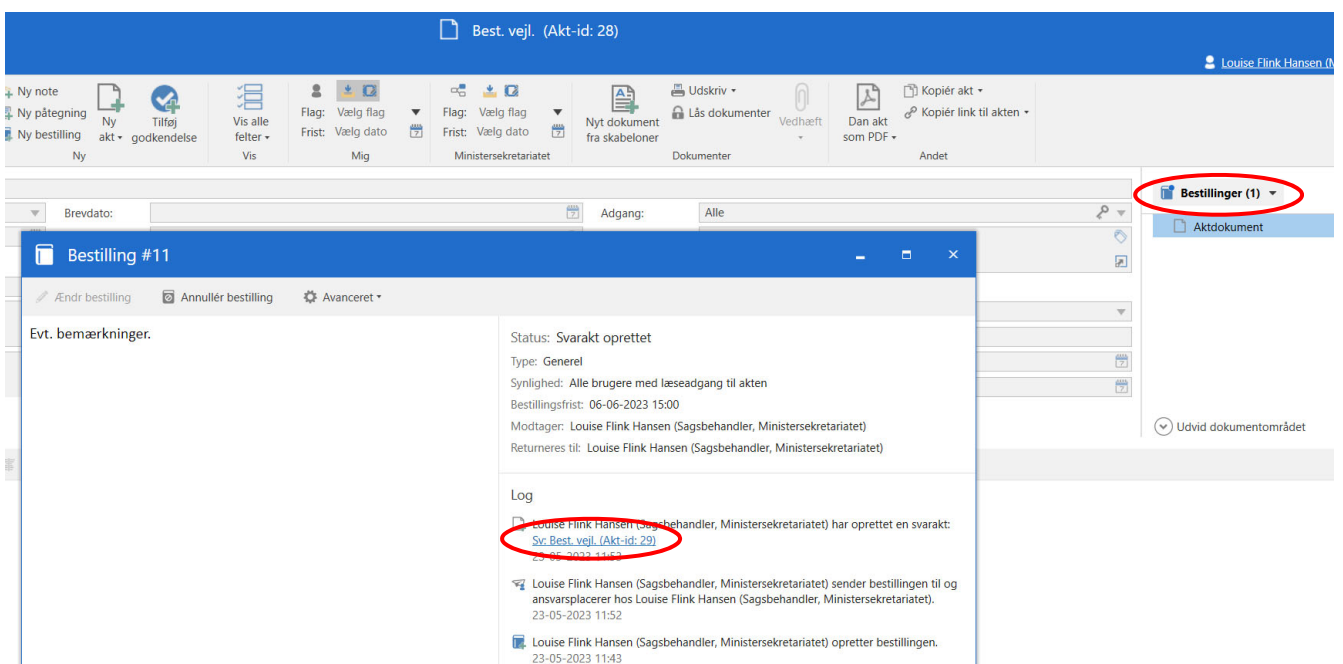 Best. vejl. (Akt-id: 28)
Louise Flink Hansen (M
Ny note
Ny påtegning
Ny bestilling
Ny akt
Tilføj godkendelse
Ny
Vis alle felter
Vis
Flag: Vælg flag
Frist: Vælg dato
Mig
Flag: Vælg flag
Frist: Vælg dato
Ministersekretariatet
Nyt dokument fra skabeloner
Udskriv
Lås dokumenter
Vedhæft
Dokumenter
Dan akt som PDF
Kopiér akt
Kopiér link til akten
Andet
Brevdato:
Adgang: Alle
Bestillinger (1)
Aktdokument
Udvid dokumentområdet
Bestilling #11
Ændr bestilling
Annullér bestilling
Avanceret
Evt. bemærkninger.
Status: Svarakt oprettet
Type: Generel
Synlighed: Alle brugere med læseadgang til akten
Bestillingsfrist: 06-06-2023 15:00
Modtager: Louise Flink Hansen (Sagsbehandler, Ministersekretariatet)
Returneres til: Louise Flink Hansen (Sagsbehandler, Ministersekretariatet)
Log
Louise Flink Hansen (Sagsbehandler, Ministersekretariatet) har oprettet en svarakt:
Sv: Best. vejl. (Akt-id: 29)
23-05-2023 11:53
Louise Flink Hansen (Sagsbehandler, Ministersekretariatet) sender bestillingen til og
ansvarsplacerer hos Louise Flink Hansen (Sagsbehandler, Ministersekretariatet).
23-05-2023 11:52
Louise Flink Hansen (Sagsbehandler, Ministersekretariatet) opretter bestillingen.
23-05-2023 11:43